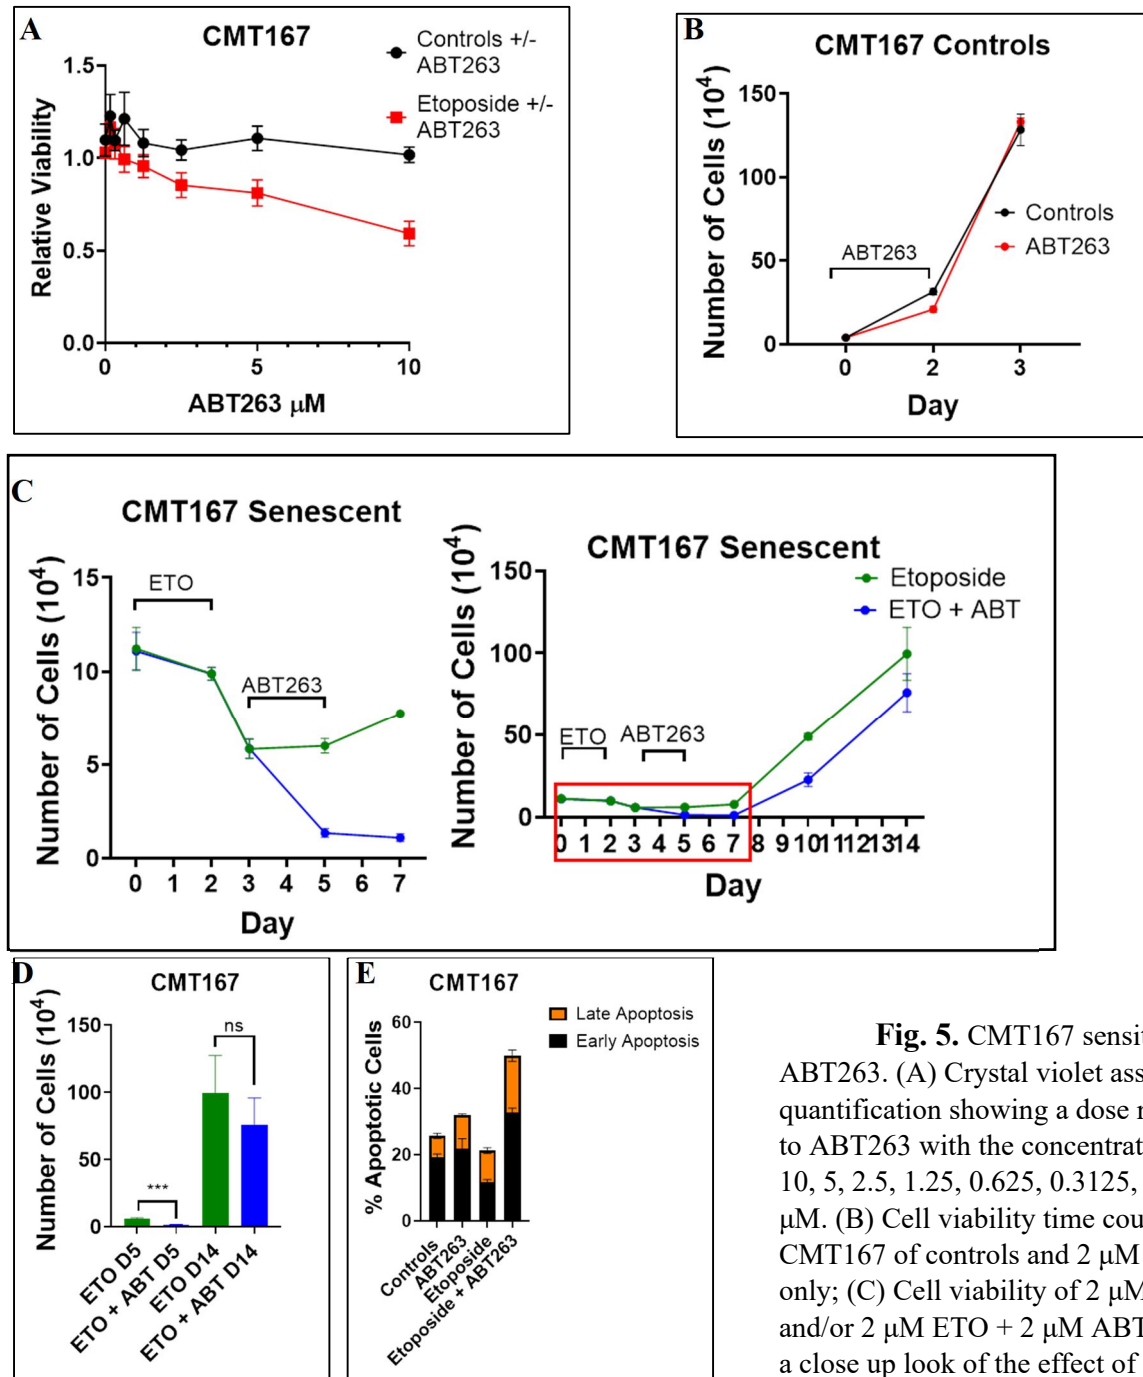 A
CMT167
Controls +/-
ABT263
Etoposide +/-
ABT263
Relative Viability
1.5
1.0
0.5
0.0
0 5 10
ABT263 μM
B
CMT167 Controls
Number of Cells (10⁴)
150
100
50
0
ABT263
Controls
ABT263
0 2 3
Day
C
CMT167 Senescent
Number of Cells (10⁴)
15
10
5
0
ETO
ABT263
0 1 2 3 4 5 6 7
Day
CMT167 Senescent
Number of Cells (10⁴)
150
100
50
0
Etoposide
ETO + ABT
ETO
ABT263
0 1 2 3 4 5 6 7 8 9 10 11 12 13 14
Day
D
CMT167
Number of Cells (10⁴)
150
100
50
0
***
ns
ETO D5
ETO + ABT D5
ETO D14
ETO + ABT D14
E
CMT167
Late Apoptosis
Early Apoptosis
% Apoptotic Cells
60
40
20
0
Controls
ABT263
Etoposide
Etoposide + ABT263
Fig. 5. CMT167 sensit
ABT263. (A) Crystal violet ass
quantification showing a dose r
to ABT263 with the concentrat
10, 5, 2.5, 1.25, 0.625, 0.3125,
μM. (B) Cell viability time cou
CMT167 of controls and 2 μM
only; (C) Cell viability of 2 μM
and/or 2 μM ETO + 2 μM ABT
a close up look of the effect of